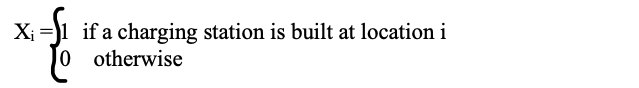 Xᵢ = { 1 if a charging station is built at location i
0 otherwise